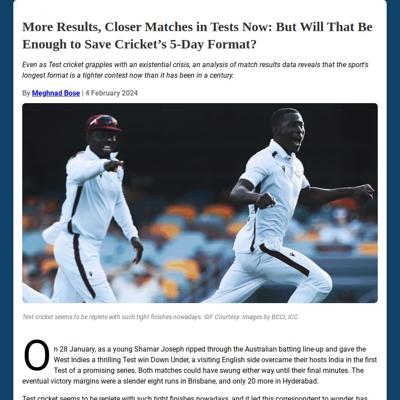 More Results, Closer Matches in Tests Now: But Will That Be
Enough to Save Cricket’s 5-Day Format?
Even as Test cricket grapples with an existential crisis, an analysis of match results data reveals that the sport's
longest format is a tighter contest now than it has been in a century.
By Meghnad Bose | 4 February 2024
Test cricket seems to be replete with such tight finishes nowadays. GIF Courtesy: Images by BCCI, ICC
On 28 January, as a young Shamar Joseph ripped through the Australian batting line-up and gave the
West Indies a thrilling Test win Down Under, a visiting English side overcame their hosts India in the first
Test of a promising series. Both matches could have swung either way until their final minutes. The
eventual victory margins were a slender eight runs in Brisbane, and only 20 more in Hyderabad.
Test cricket seems to be replete with such tight finishes nowadays, and it led this correspondent to wonder, has